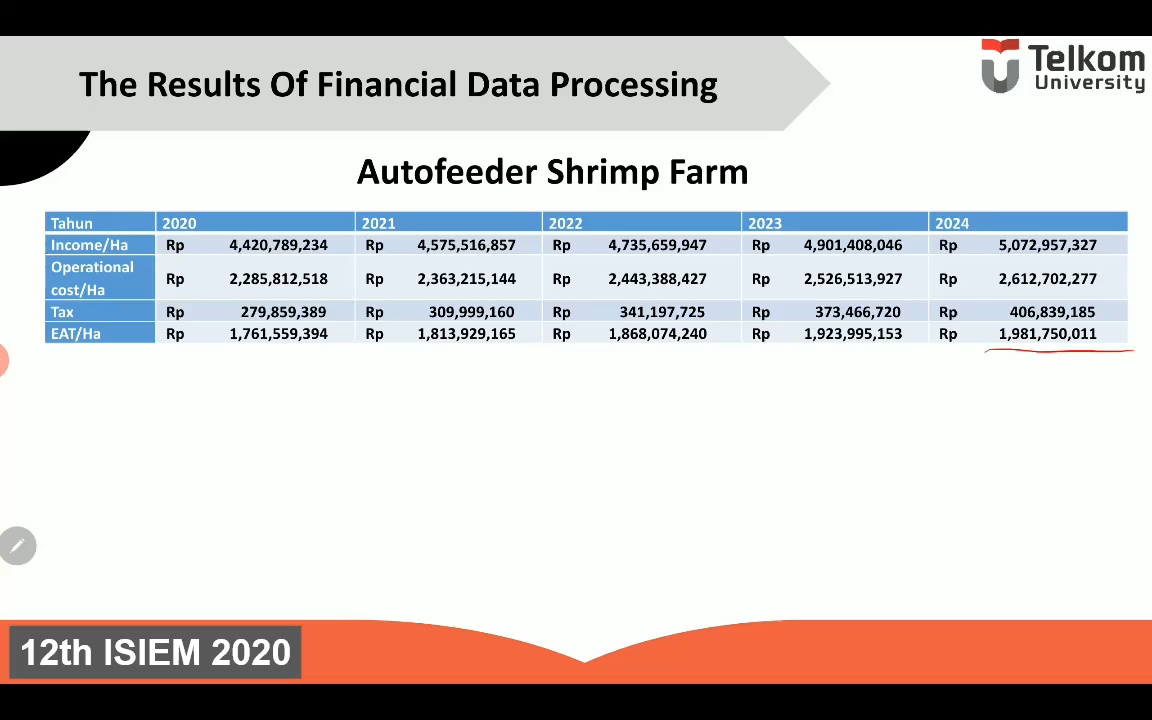 The Results Of Financial Data Processing
Telkom
University
Autofeeder Shrimp Farm
Tahun 2020 2021 2022 2023 2024
Income/Ha Rp 4,420,789,234 Rp 4,575,516,857 Rp 4,735,659,947 Rp 4,901,408,046 Rp 5,072,957,327
Operational
cost/Ha Rp 2,285,812,518 Rp 2,363,215,144 Rp 2,443,388,427 Rp 2,526,513,927 Rp 2,612,702,277
Tax Rp 279,859,389 Rp 309,999,160 Rp 341,197,725 Rp 373,466,720 Rp 406,839,185
EAT/Ha Rp 1,761,559,394 Rp 1,813,929,165 Rp 1,868,074,240 Rp 1,923,995,153 Rp 1,981,750,011
12th ISIEM 2020